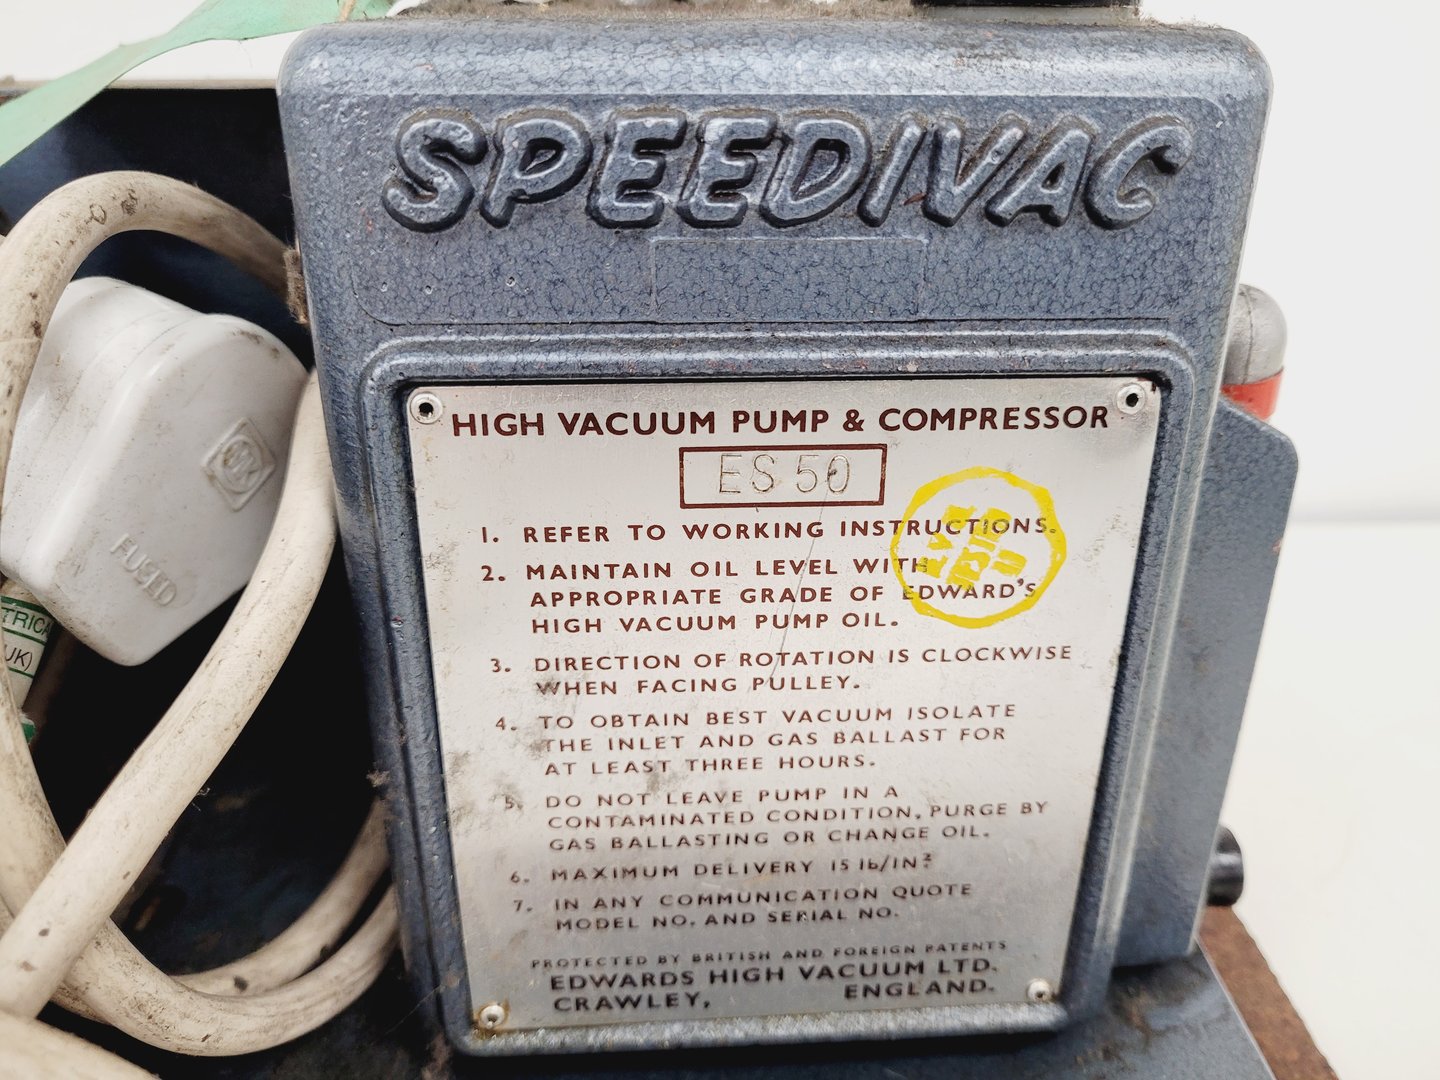 SPEEDIVAC
HIGH VACUUM PUMP & COMPRESSOR
ES 50
1. REFER TO WORKING INSTRUCTIONS.
2. MAINTAIN OIL LEVEL WITH
APPROPRIATE GRADE OF EDWARD'S
HIGH VACUUM PUMP OIL.
3. DIRECTION OF ROTATION IS CLOCKWISE
WHEN FACING PULLEY.
4. TO OBTAIN BEST VACUUM ISOLATE
THE INLET AND GAS BALLAST FOR
AT LEAST THREE HOURS.
5. DO NOT LEAVE PUMP IN A
CONTAMINATED CONDITION, PURGE BY
GAS BALLASTING OR CHANGE OIL.
6. MAXIMUM DELIVERY 15 lb/IN²
7. IN ANY COMMUNICATION QUOTE
MODEL NO. AND SERIAL NO.
PROTECTED BY BRITISH AND FOREIGN PATENTS
EDWARDS HIGH VACUUM LTD.
CRAWLEY, ENGLAND.
MK
FUSED
TRICA
UK)